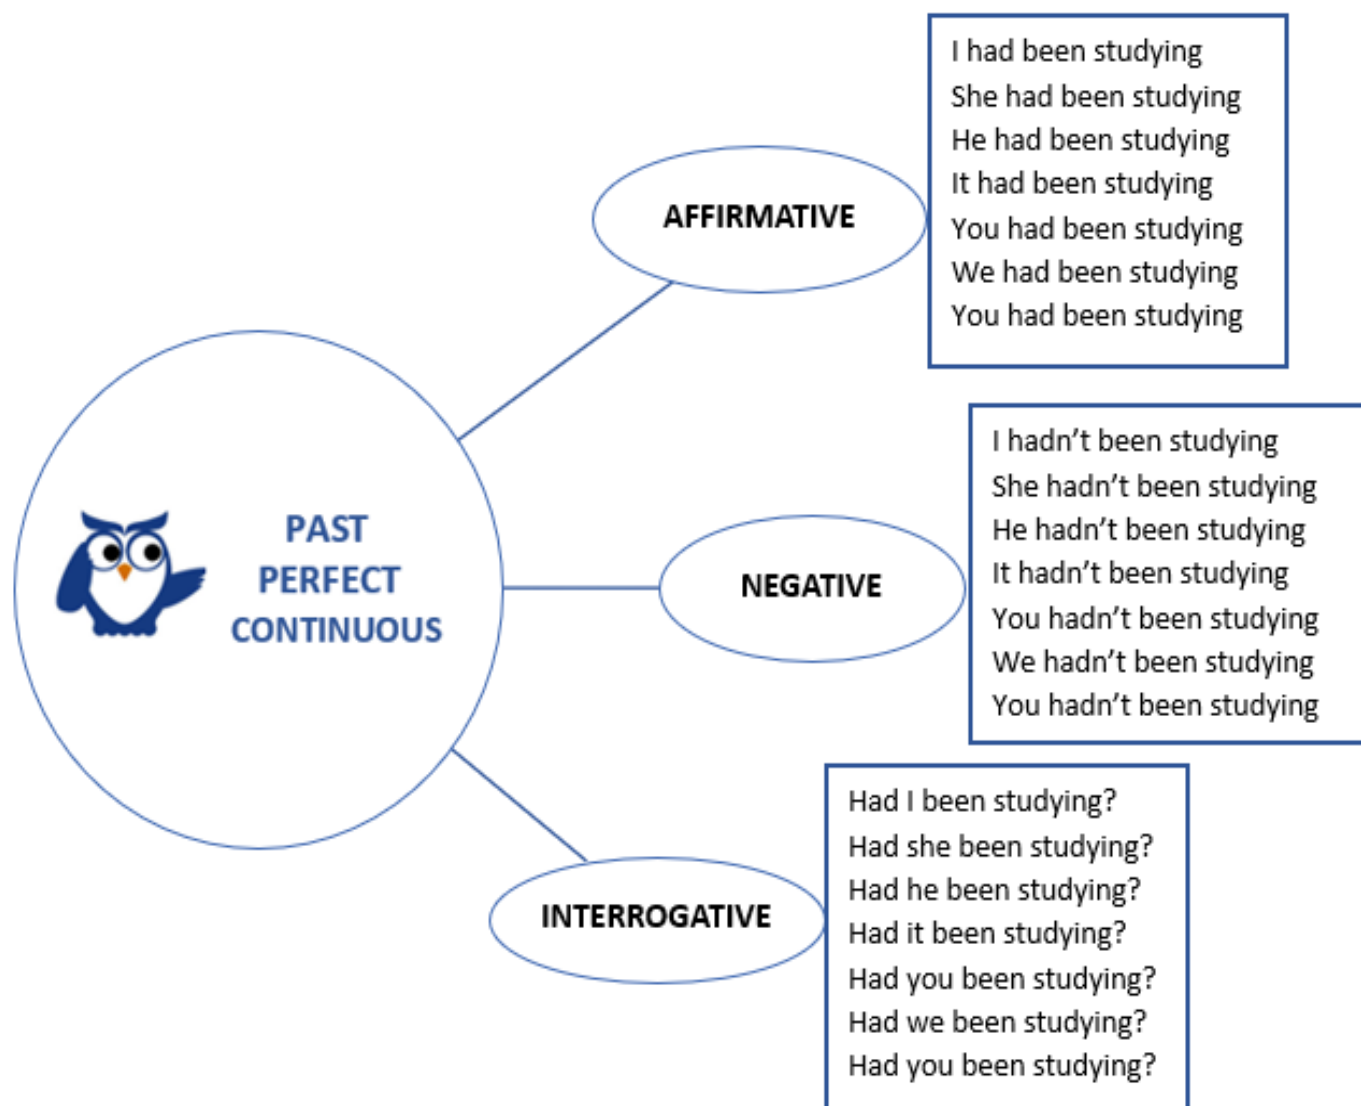 PAST
PERFECT
CONTINUOUS
AFFIRMATIVE
I had been studying
She had been studying
He had been studying
It had been studying
You had been studying
We had been studying
You had been studying
NEGATIVE
I hadn’t been studying
She hadn’t been studying
He hadn’t been studying
It hadn’t been studying
You hadn’t been studying
We hadn’t been studying
You hadn’t been studying
INTERROGATIVE
Had I been studying?
Had she been studying?
Had he been studying?
Had it been studying?
Had you been studying?
Had we been studying?
Had you been studying?